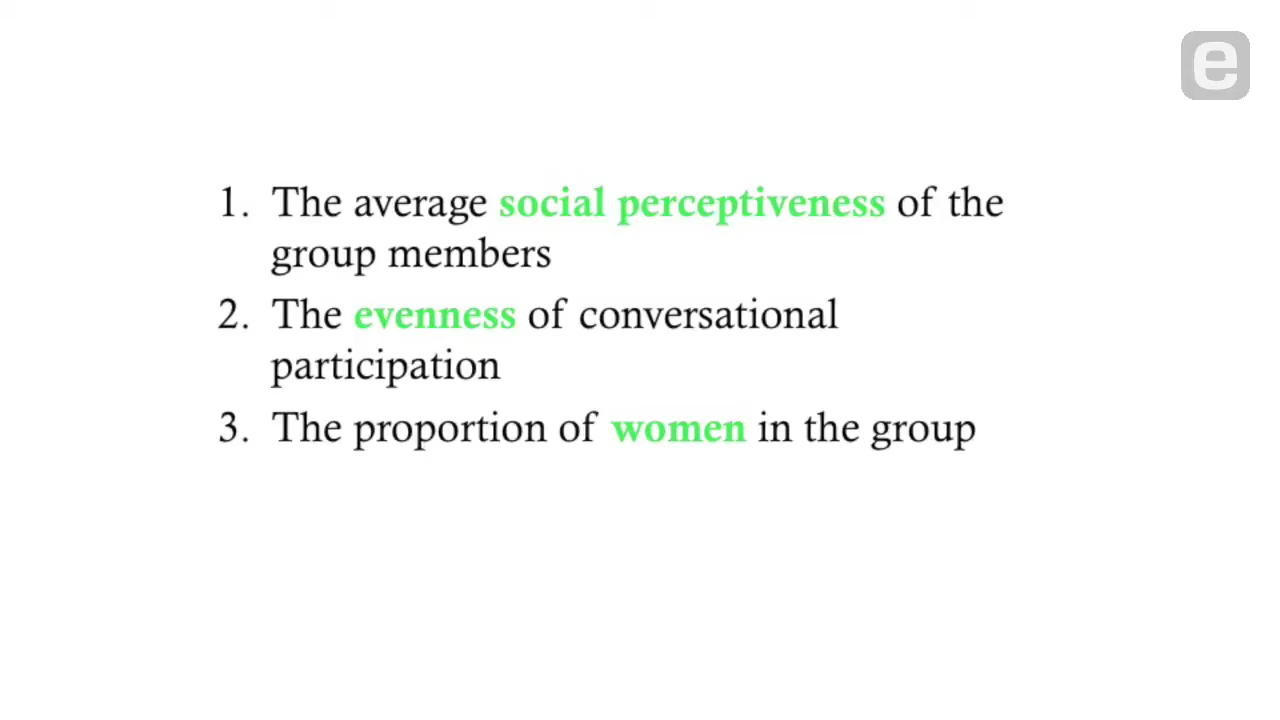 e
1. The average social perceptiveness of the
group members
2. The evenness of conversational
participation
3. The proportion of women in the group